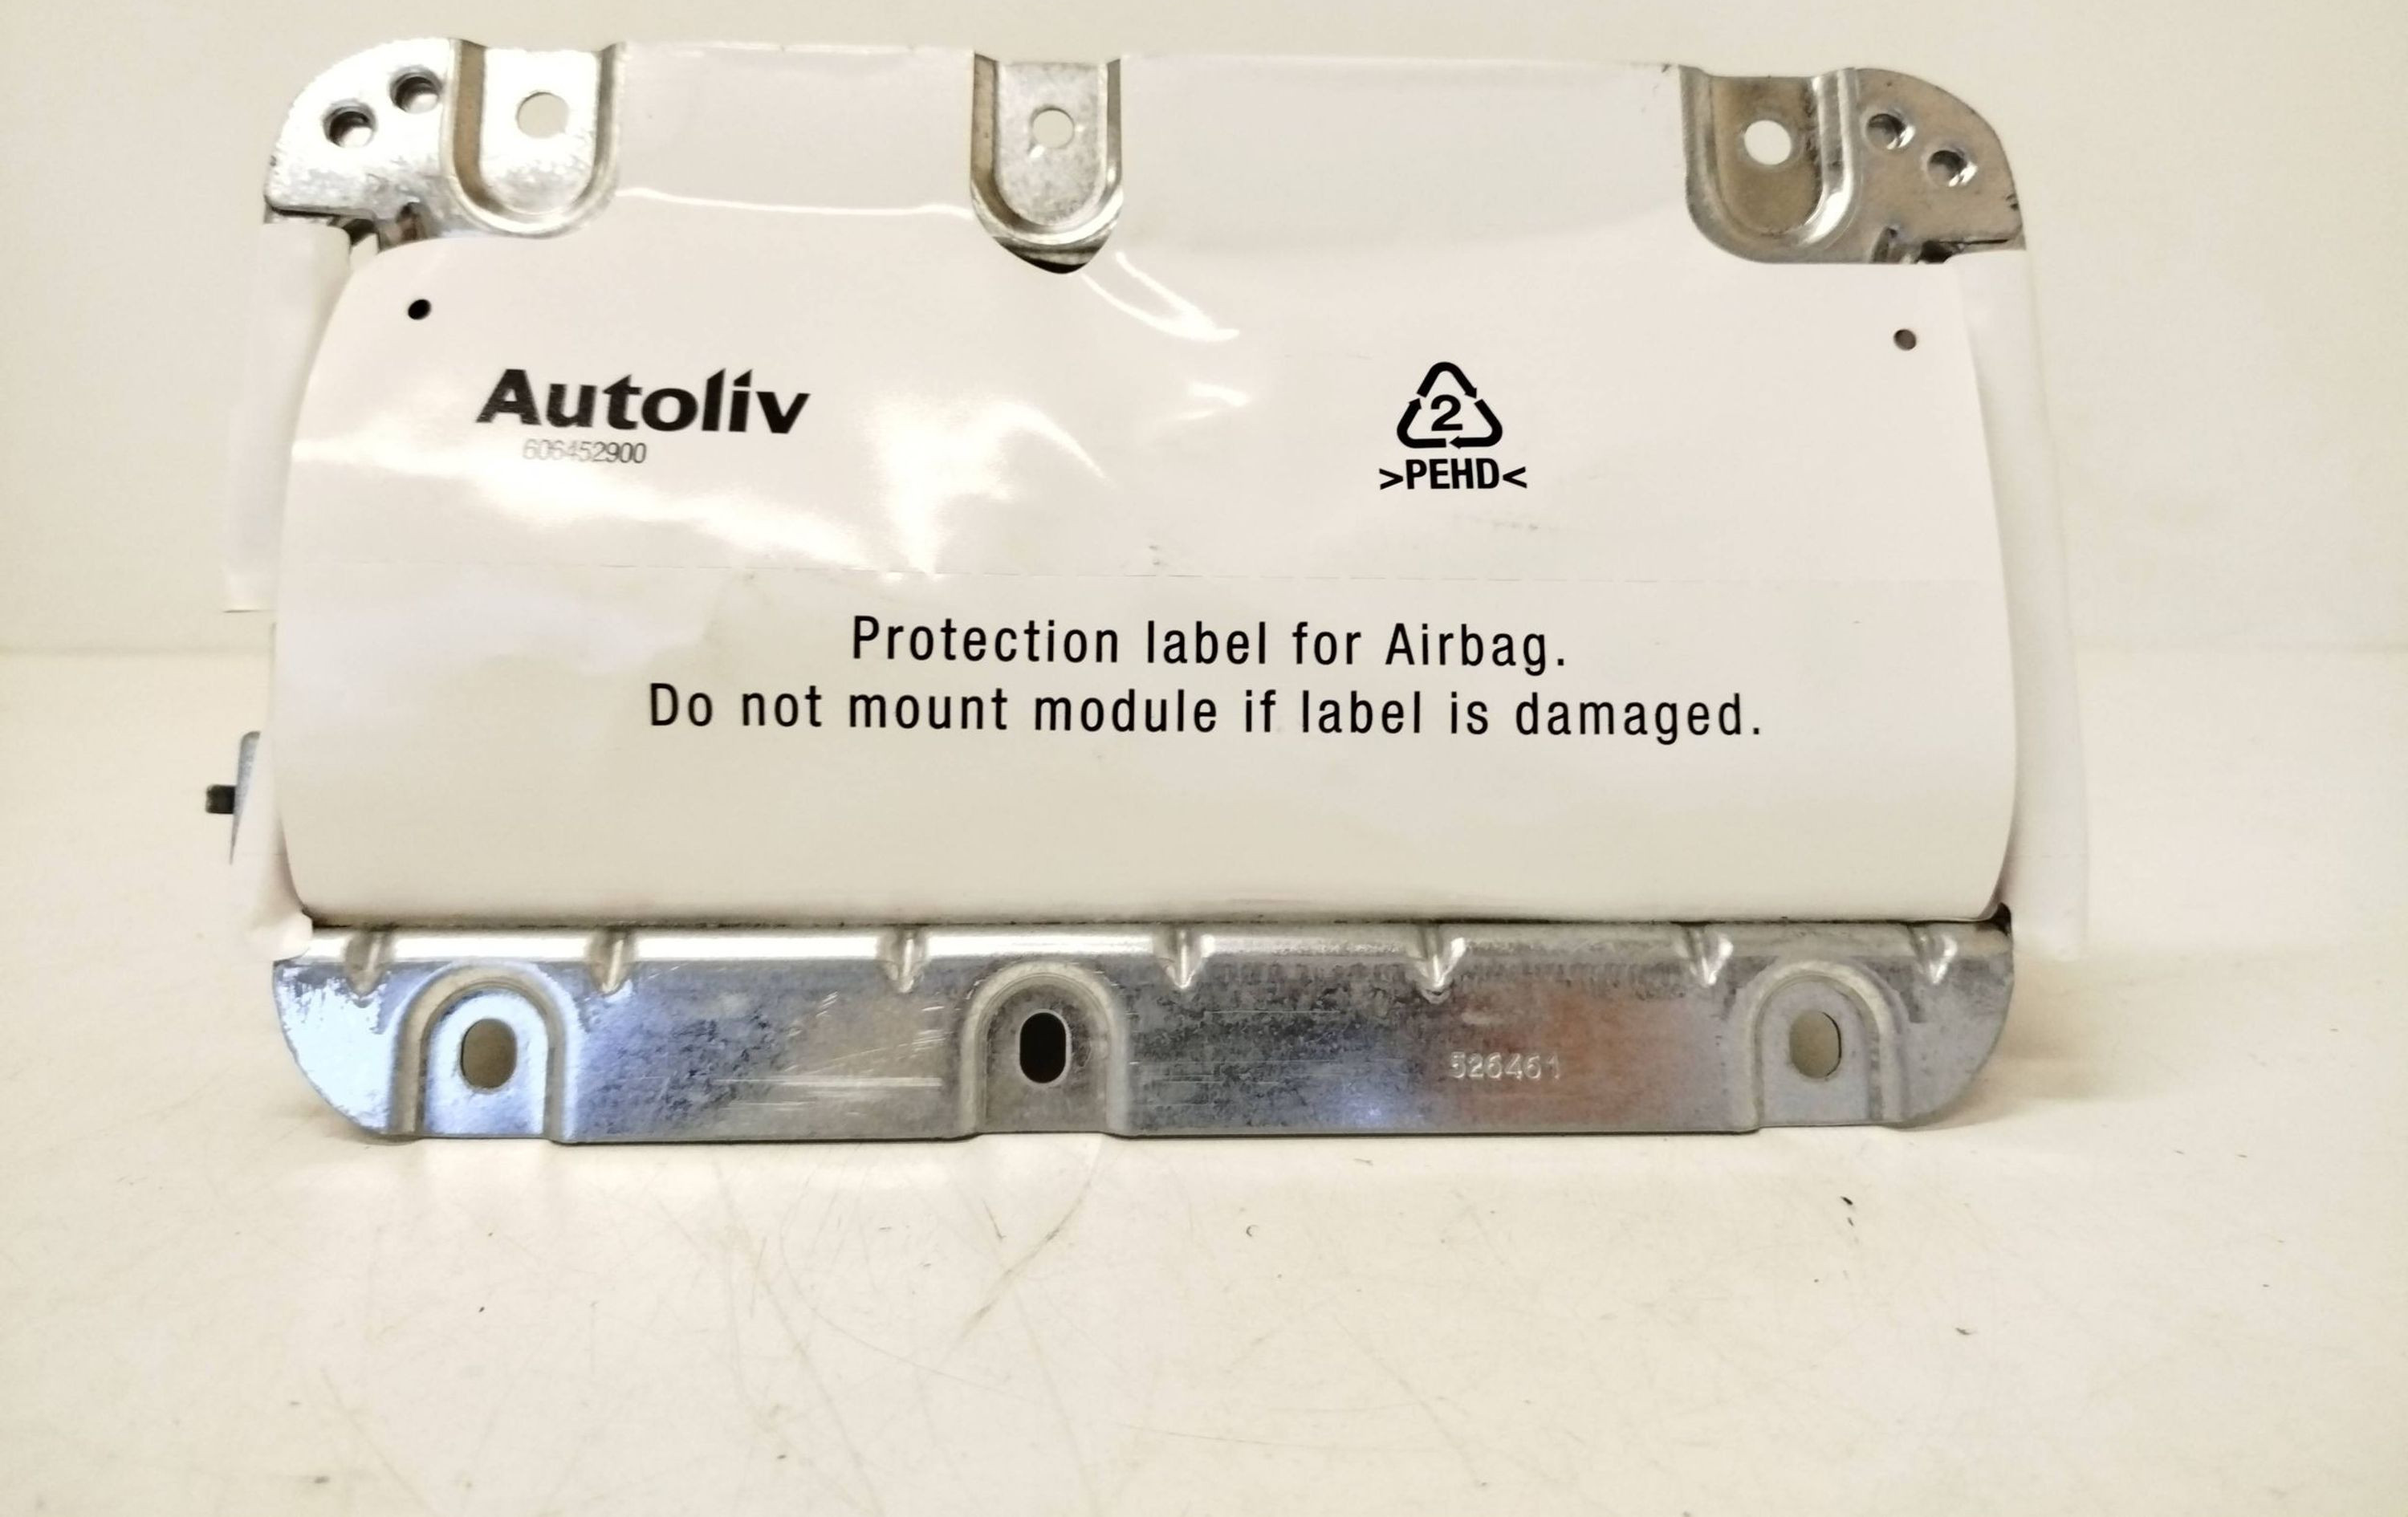 Autoliv
606452900
2
>PEHD<
Protection label for Airbag.
Do not mount module if label is damaged.
526461